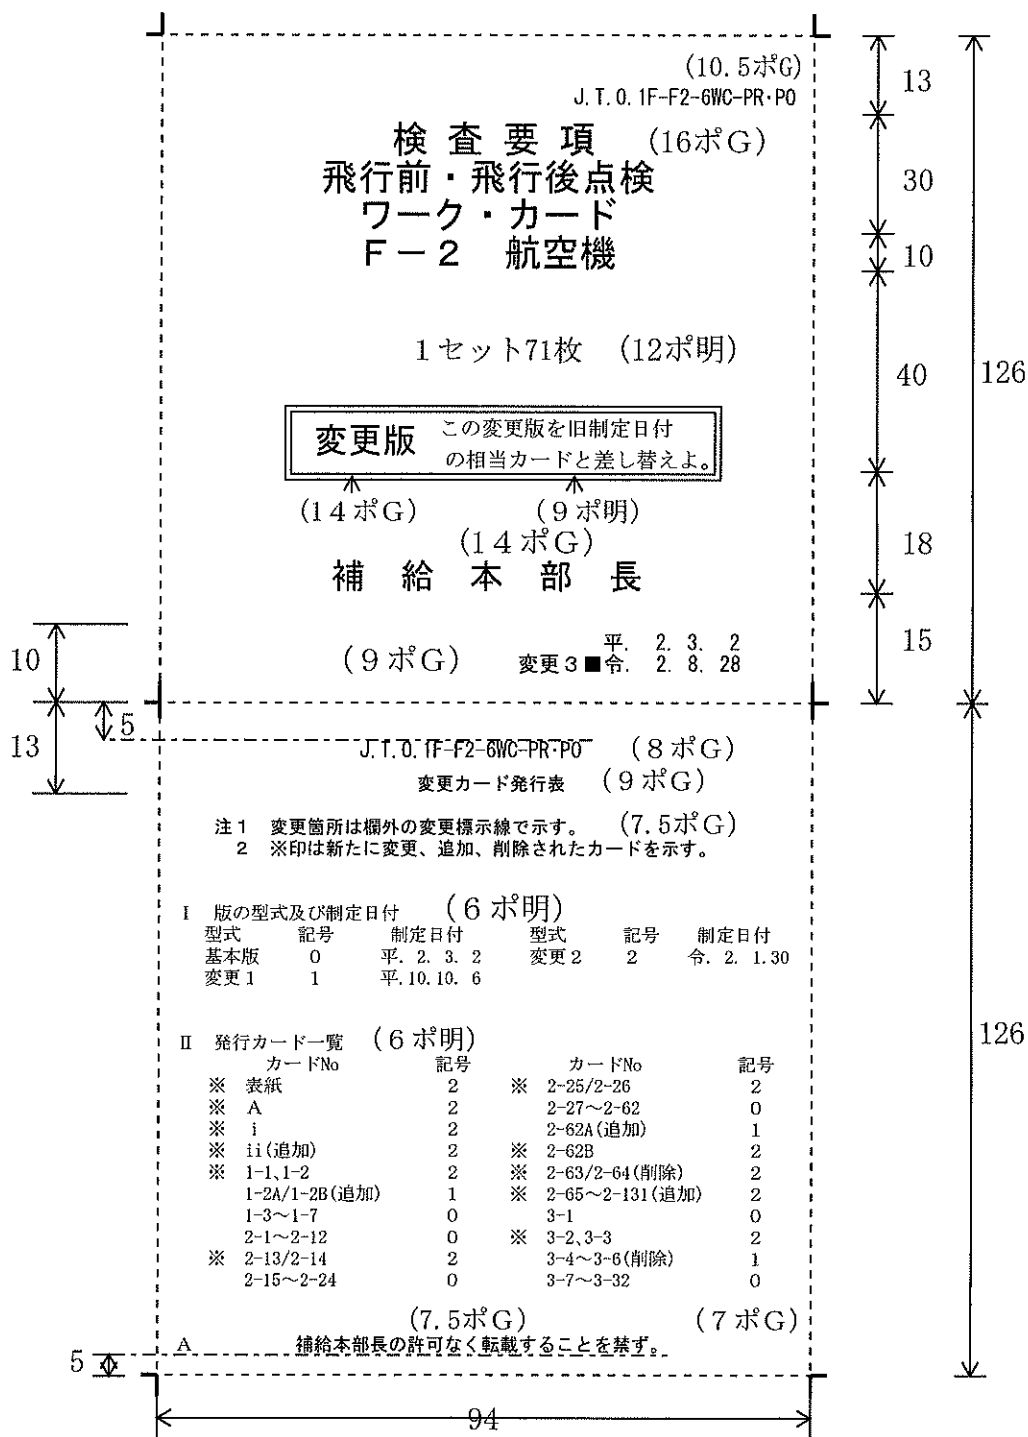 (10.5ポG)
J.T.O.1F-F2-6WC-PR・PO
検 査 要 項 (16ポG)
飛行前・飛行後点検
ワーク・カード
F－2 航空機
1セット71枚 (12ポ明)
変更版 この変更版を旧制定日付
の相当カードと差し替えよ。
(14ポG) (9ポ明)
(14ポG)
補 給 本 部 長
平. 2. 3. 2
(9ポG) 変更3■令. 2. 8. 28
13
30
10
40
18
15
126
10
13
5
J.T.O.1F-F2-6WC-PR・PO (8ポG)
変更カード発行表 (9ポG)
注1 変更箇所は欄外の変更標示線で示す。 (7.5ポG)
2 ※印は新たに変更、追加、削除されたカードを示す。
Ⅰ 版の型式及び制定日付 (6ポ明)
型式 記号 制定日付 型式 記号 制定日付
基本版 0 平. 2. 3. 2 変更2 2 令. 2. 1.30
変更1 1 平.10.10. 6
Ⅱ 発行カード一覧 (6ポ明)
カードNo 記号 カードNo 記号
※ 表紙 2 ※ 2-25/2-26 2
※ A 2 2-27～2-62 0
※ i 2 2-62A(追加) 1
※ ii(追加) 2 ※ 2-62B 2
※ 1-1、1-2 2 ※ 2-63/2-64(削除) 2
1-2A/1-2B(追加) 1 ※ 2-65～2-131(追加) 2
1-3～1-7 0 3-1 0
2-1～2-12 0 ※ 3-2、3-3 2
※ 2-13/2-14 2 3-4～3-6(削除) 1
2-15～2-24 0 3-7～3-32 0
(7.5ポG) (7ポG)
A 補給本部長の許可なく転載することを禁ず。
5
126
94